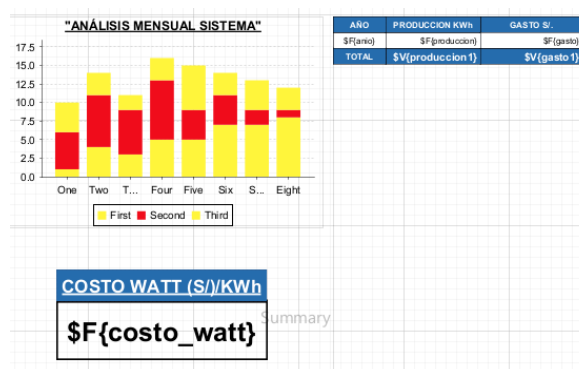 "ANÁLISIS MENSUAL SISTEMA"
17.5
15.0
12.5
10.0
7.5
5.0
2.5
0.0
One Two T... Four Five Six S... Eight
First Second Third
AÑO PRODUCCION KWh GASTO S/.
$F{anio} $F{produccion} $F{gasto}
TOTAL $V{produccion1} $V{gasto1}
COSTO WATT (S/)/KWh
$F{costo_watt}
Summary